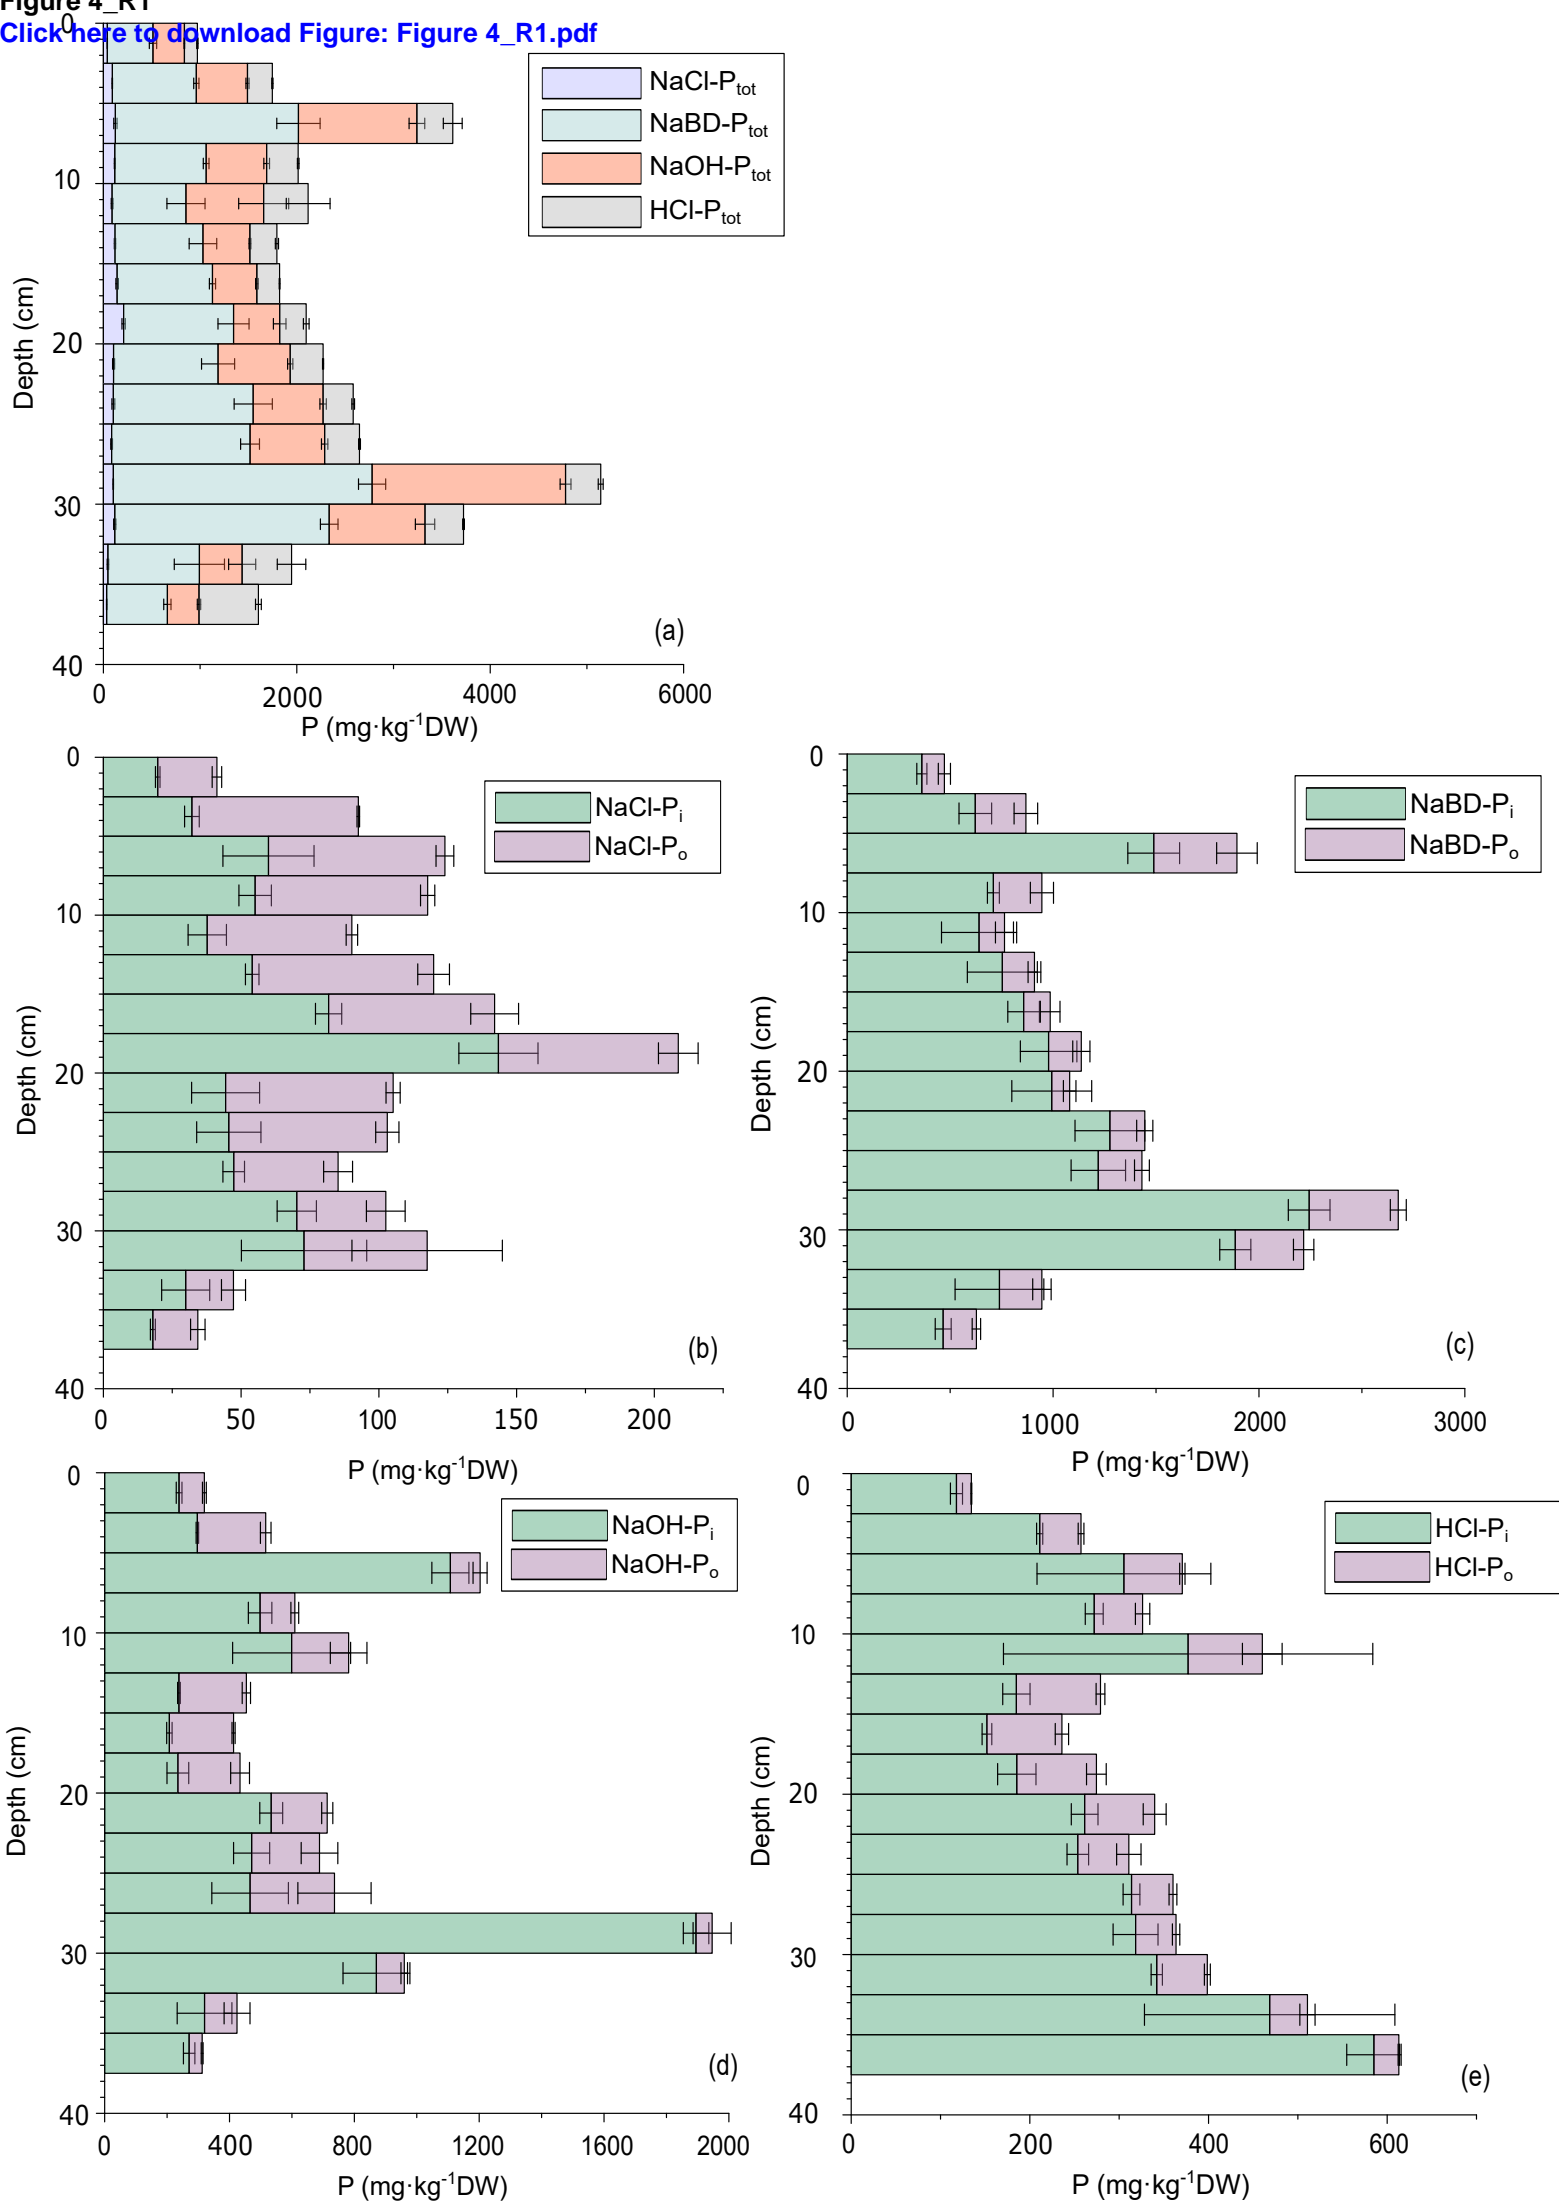 Figure 4_R1
Click here to download Figure: Figure 4_R1.pdf
NaCl-Ptot
NaBD-Ptot
NaOH-Ptot
HCl-Ptot
0
10
20
30
40
Depth (cm)
(a)
0 2000 4000 6000
P (mg·kg-1DW)
NaCl-Pi
NaCl-Po
0
10
20
30
40
Depth (cm)
(b)
0 50 100 150 200
P (mg·kg-1DW)
NaBD-Pi
NaBD-Po
0
10
20
30
40
Depth (cm)
(c)
0 1000 2000 3000
P (mg·kg-1DW)
NaOH-Pi
NaOH-Po
0
10
20
30
40
Depth (cm)
(d)
0 400 800 1200 1600 2000
P (mg·kg-1DW)
HCl-Pi
HCl-Po
0
10
20
30
40
Depth (cm)
(e)
0 200 400 600
P (mg·kg-1DW)